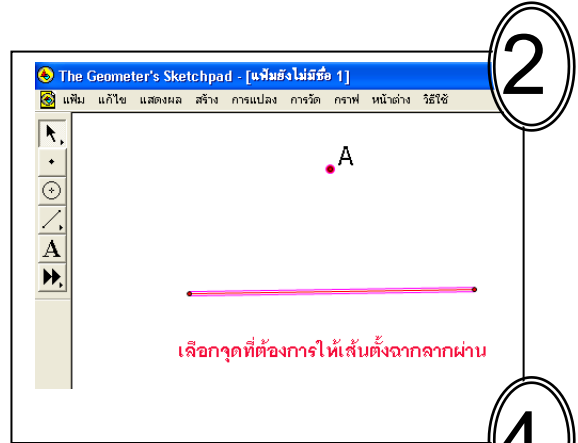 2
The Geometer's Sketchpad - [แฟ้มยังไม่มีชื่อ 1]
แฟ้ม แก้ไข แสดงผล สร้าง การแปลง การวัด กราฟ หน้าต่าง วิธีใช้
A
A
เลือกจุดที่ต้องการให้เส้นตั้งฉากลากผ่าน
4